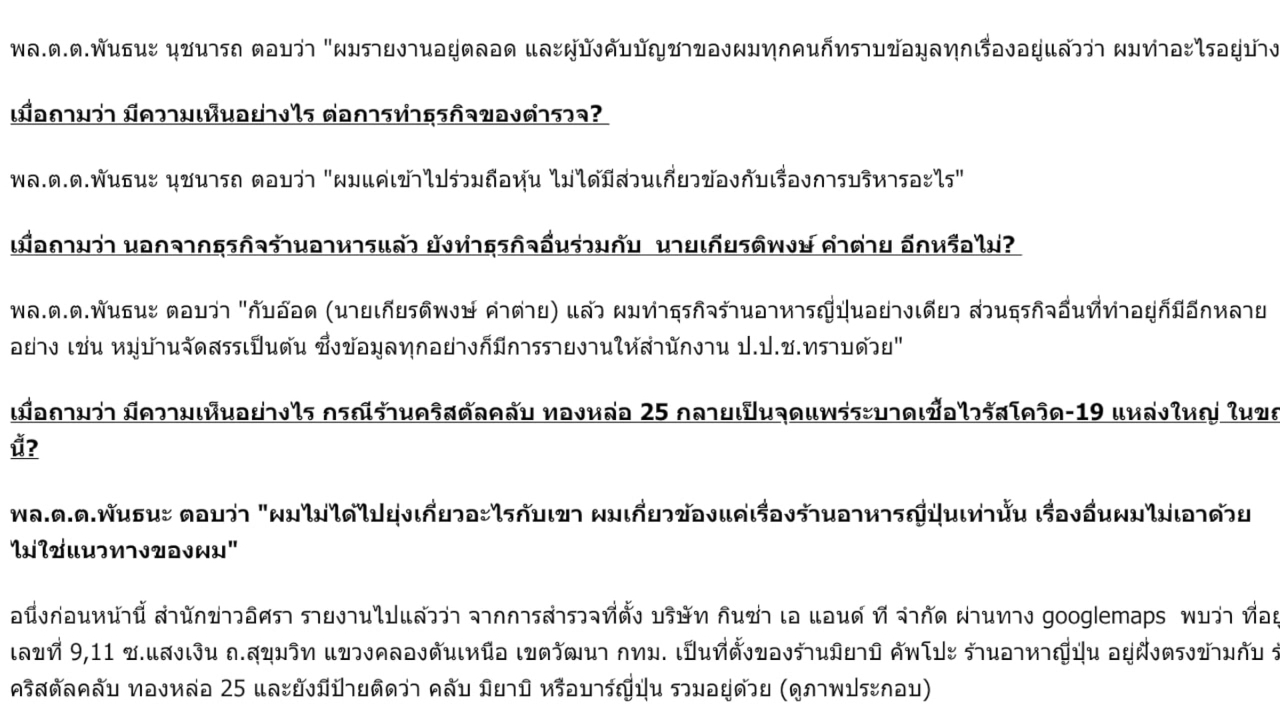 พล.ต.ต.พันธนะ นุชนารถ ตอบว่า "ผมรายงานอยู่ตลอด และผู้บังคับบัญชาของผมทุกคนก็ทราบข้อมูลทุกเรื่องอยู่แล้วว่า ผมทำอะไรอยู่บ้าง
เมื่อถามว่า มีความเห็นอย่างไร ต่อการทำธุรกิจของตำรวจ?
พล.ต.ต.พันธนะ นุชนารถ ตอบว่า "ผมแค่เข้าไปร่วมถือหุ้น ไม่ได้มีส่วนเกี่ยวข้องกับเรื่องการบริหารอะไร"
เมื่อถามว่า นอกจากธุรกิจร้านอาหารแล้ว ยังทำธุรกิจอื่นร่วมกับ นายเกียรติพงษ์ คำต่าย อีกหรือไม่?
พล.ต.ต.พันธนะ ตอบว่า "กับอ๊อด (นายเกียรติพงษ์ คำต่าย) แล้ว ผมทำธุรกิจร้านอาหารญี่ปุ่นอย่างเดียว ส่วนธุรกิจอื่นที่ทำอยู่ก็มีอีกหลาย
อย่าง เช่น หมู่บ้านจัดสรรเป็นต้น ซึ่งข้อมูลทุกอย่างก็มีการรายงานให้สำนักงาน ป.ป.ช.ทราบด้วย"
เมื่อถามว่า มีความเห็นอย่างไร กรณีร้านคริสตัลคลับ ทองหล่อ 25 กลายเป็นจุดแพร่ระบาดเชื้อไวรัสโควิด-19 แหล่งใหญ่ ในขณ
นี้?
พล.ต.ต.พันธนะ ตอบว่า "ผมไม่ได้ไปยุ่งเกี่ยวอะไรกับเขา ผมเกี่ยวข้องแค่เรื่องร้านอาหารญี่ปุ่นเท่านั้น เรื่องอื่นผมไม่เอาด้วย
ไม่ใช่แนวทางของผม"
อนึ่งก่อนหน้านี้ สำนักข่าวอิศรา รายงานไปแล้วว่า จากการสำรวจที่ตั้ง บริษัท กินซ่า เอ แอนด์ ที จำกัด ผ่านทาง googlemaps พบว่า ที่อยู่
เลขที่ 9,11 ซ.แสงเงิน ถ.สุขุมวิท แขวงคลองตันเหนือ เขตวัฒนา กทม. เป็นที่ตั้งของร้านมิยาบิ คัพโปะ ร้านอาหาญี่ปุ่น อยู่ฝั่งตรงข้ามกับ
คริสตัลคลับ ทองหล่อ 25 และยังมีป้ายติดว่า คลับ มิยาบิ หรือบาร์ญี่ปุ่น รวมอยู่ด้วย (ดูภาพประกอบ)